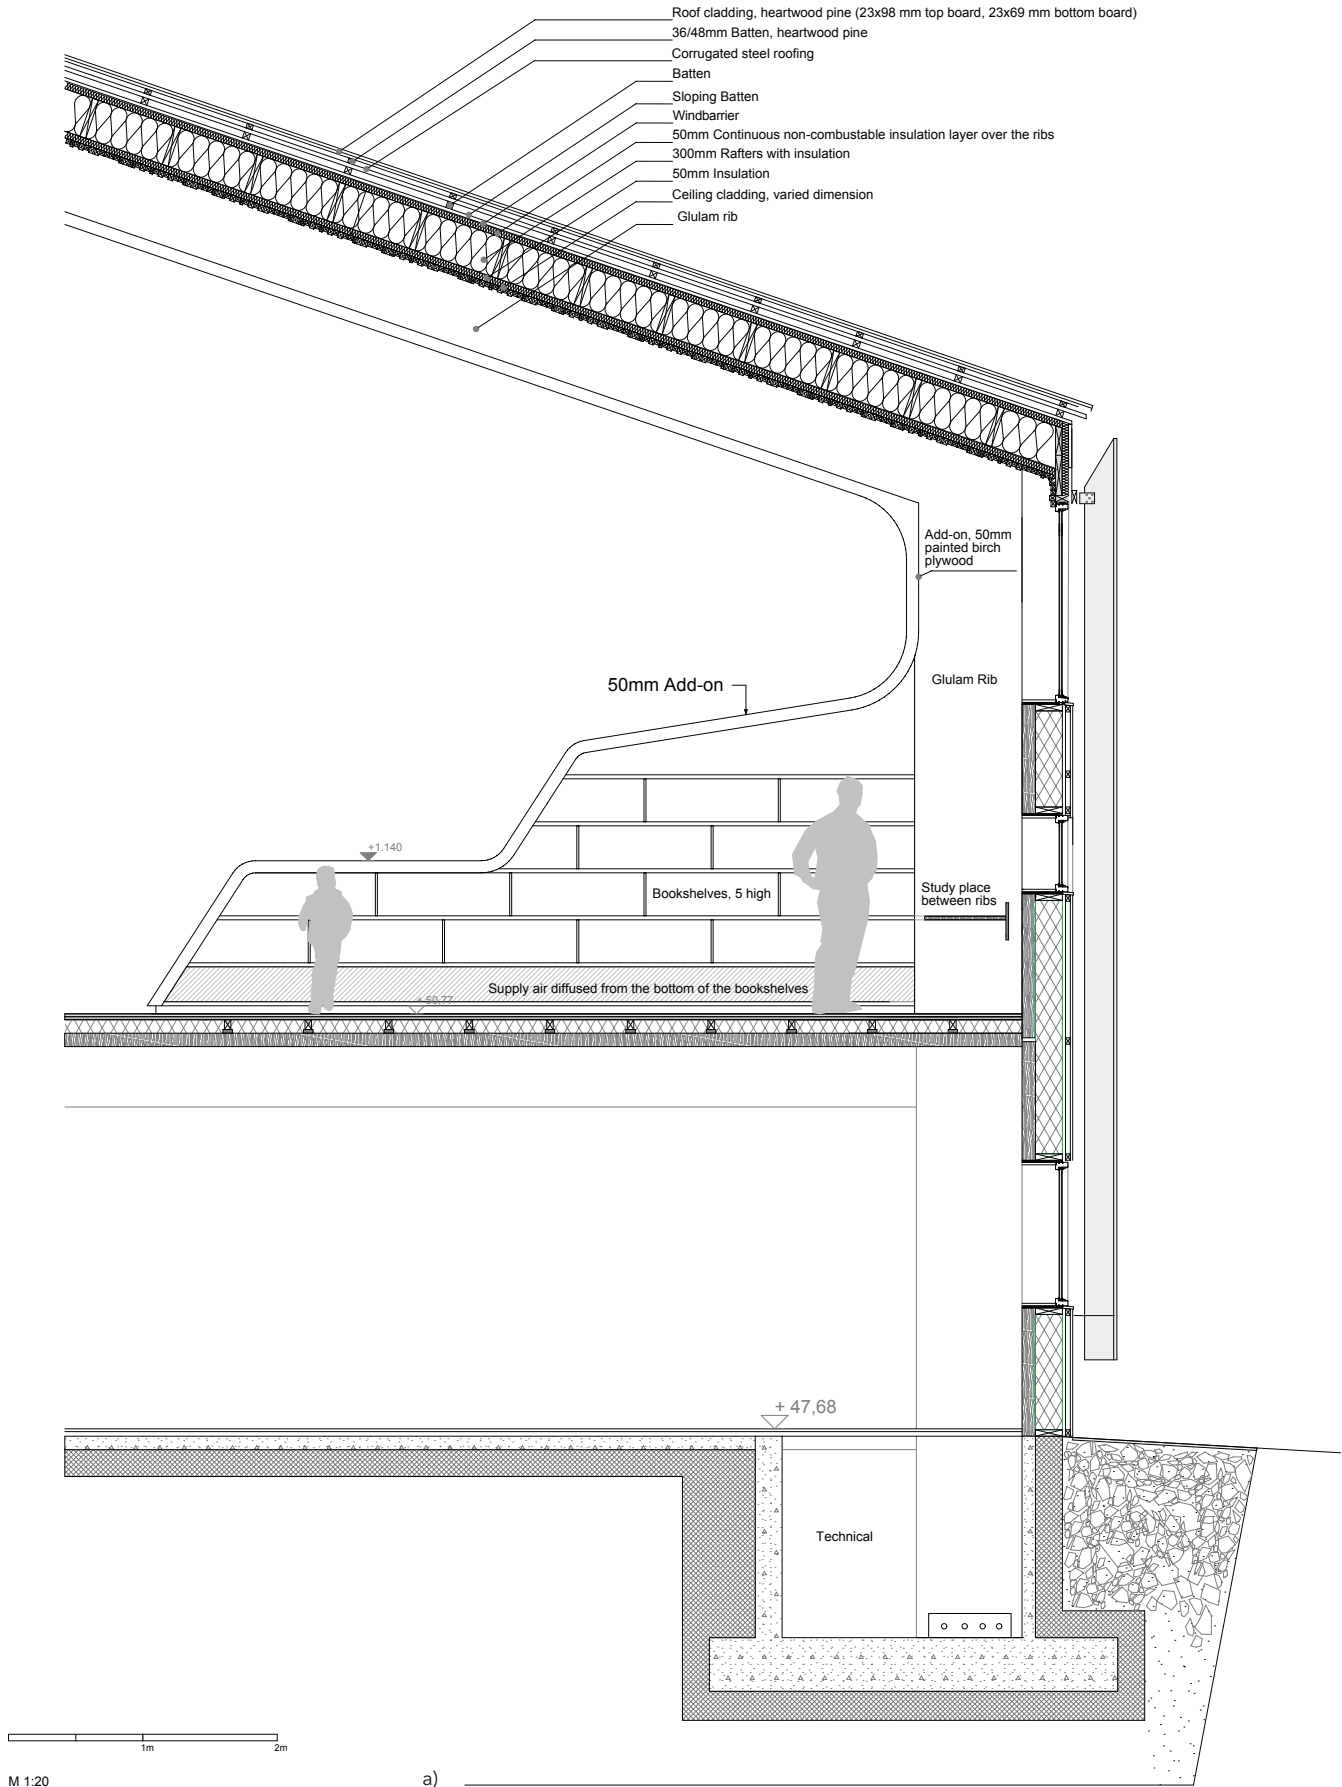 Roof cladding, heartwood pine (23x98 mm top board, 23x69 mm bottom board)
36/48mm Batten, heartwood pine
Corrugated steel roofing
Batten
Sloping Batten
Windbarrier
50mm Continuous non-combustable insulation layer over the ribs
300mm Rafters with insulation
50mm Insulation
Ceiling cladding, varied dimension
Glulam rib
Add-on, 50mm
painted birch
plywood
50mm Add-on
Glulam Rib
+1.140
Bookshelves, 5 high
Study place
between ribs
Supply air diffused from the bottom of the bookshelves
+ 50,77
+ 47,68
Technical
1m
2m
M 1:20
a)